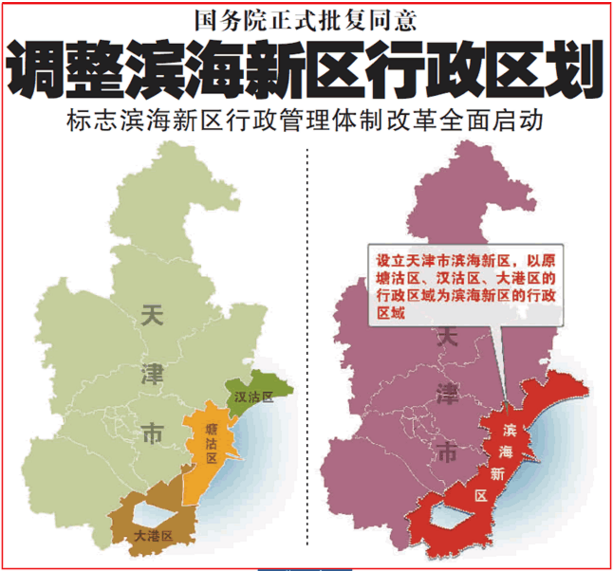 国务院正式批复同意
调整滨海新区行政区划
标志滨海新区行政管理体制改革全面启动
天津市
汉沽区
塘沽区
大港区
设立天津市滨海新区，以原
塘沽区、汉沽区、大港区的
行政区域为滨海新区的行政
区域
天津市
滨海新区